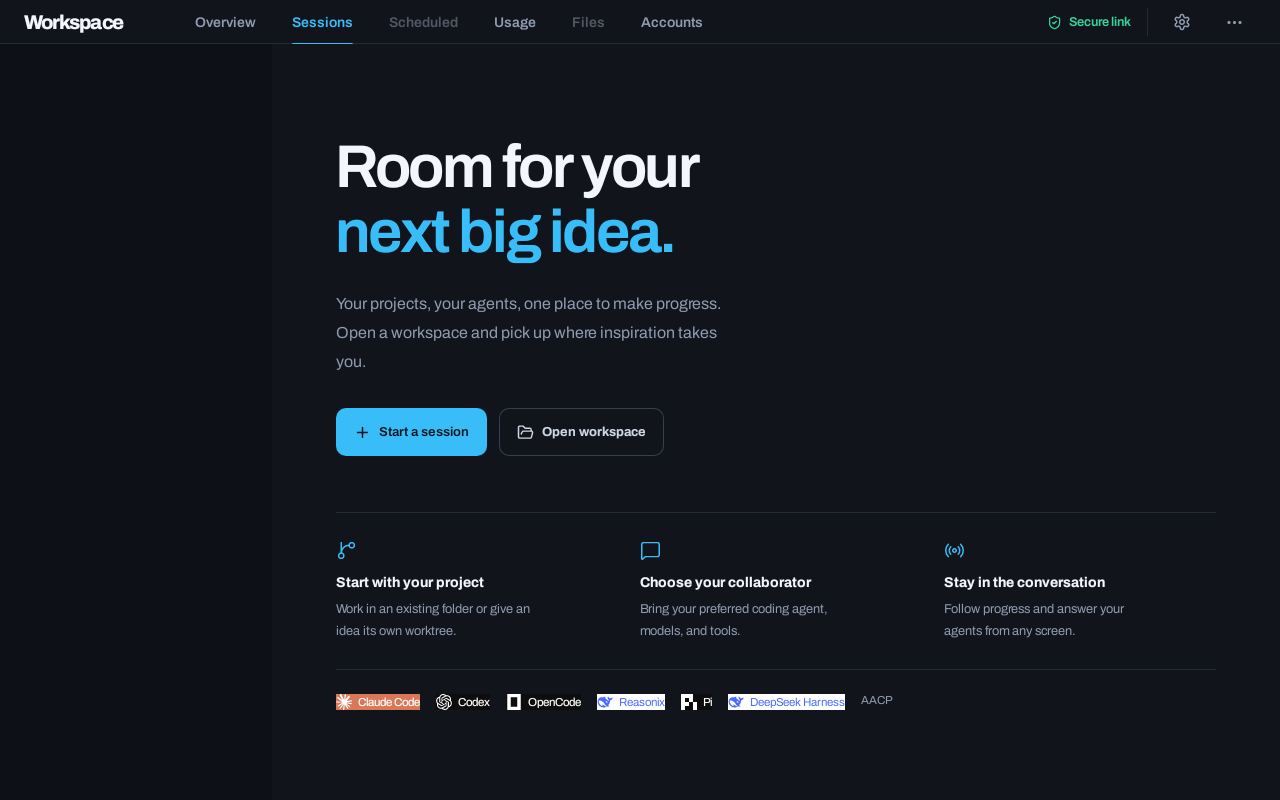 Workspace
Overview
Sessions
Scheduled
Usage
Files
Accounts
Secure link
Room for your
next big idea.
Your projects, your agents, one place to make progress.
Open a workspace and pick up where inspiration takes
you.
Start a session
Open workspace
Start with your project
Work in an existing folder or give an
idea its own worktree.
Choose your collaborator
Bring your preferred coding agent,
models, and tools.
Stay in the conversation
Follow progress and answer your
agents from any screen.
Claude Code
Codex
OpenCode
Reasonix
Pi
DeepSeek Harness
AACP